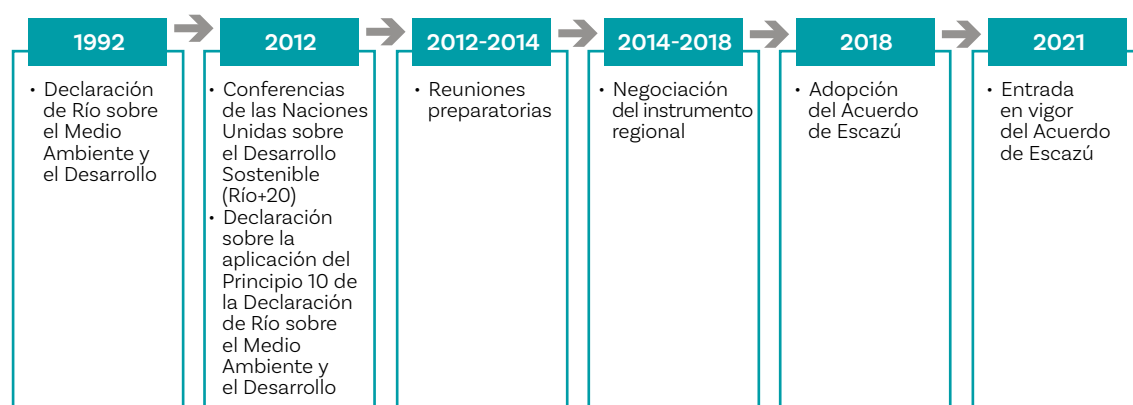 1992
• Declaración
de Río sobre
el Medio
Ambiente y
el Desarrollo
2012
• Conferencias
de las Naciones
Unidas sobre
el Desarrollo
Sostenible
(Río+20)
• Declaración
sobre la
aplicación del
Principio 10 de
la Declaración
de Río sobre
el Medio
Ambiente y
el Desarrollo
2012-2014
• Reuniones
preparatorias
2014-2018
• Negociación
del instrumento
regional
2018
• Adopción
del Acuerdo
de Escazú
2021
• Entrada
en vigor
del Acuerdo
de Escazú